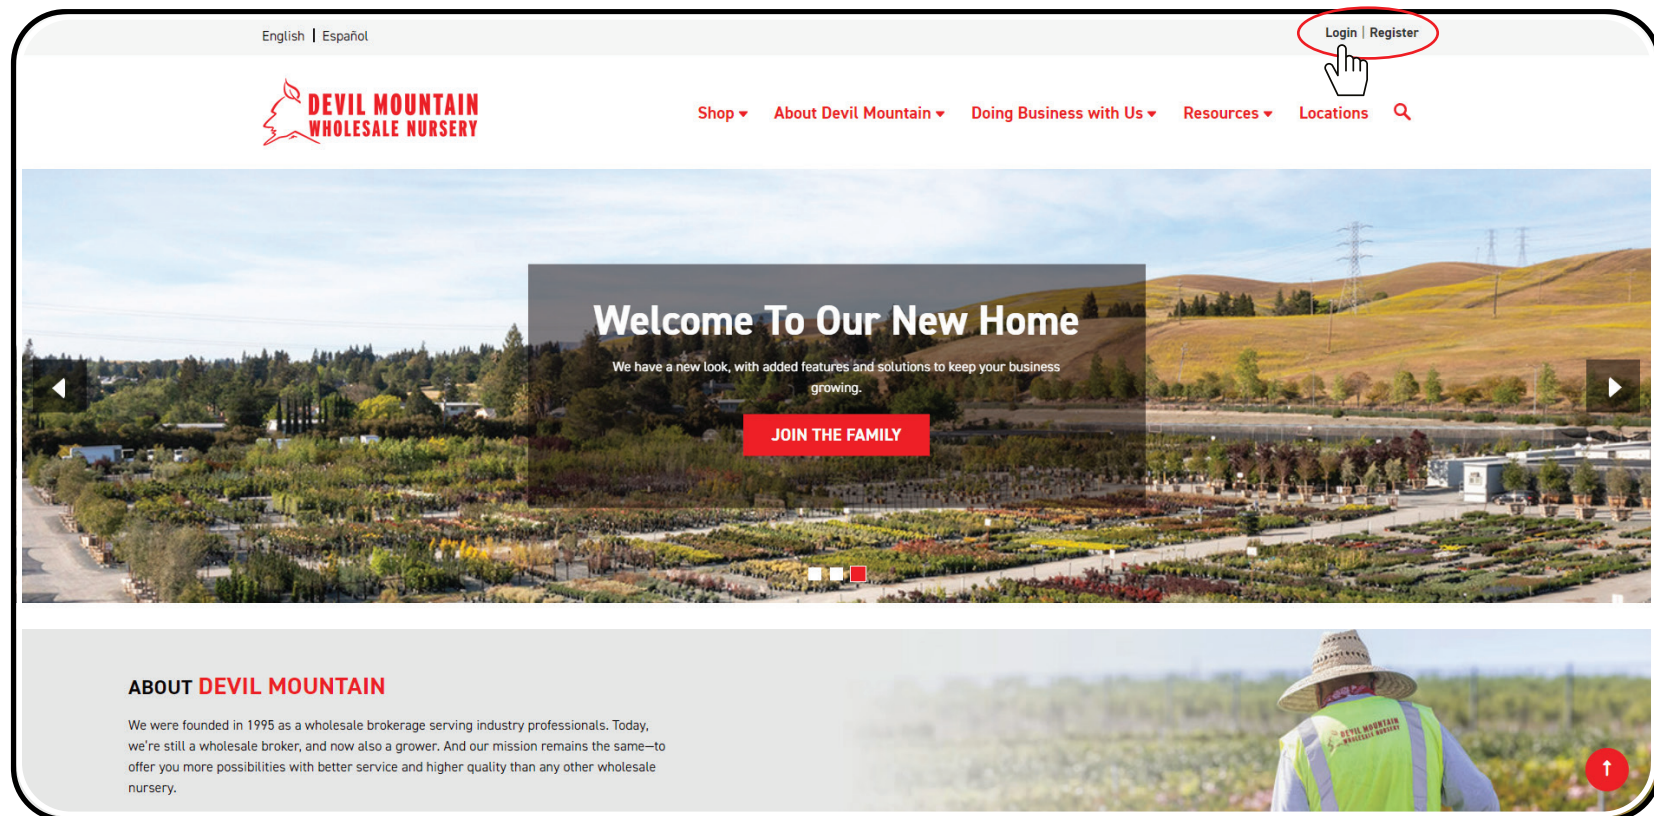 English | Español
Login | Register
DEVIL MOUNTAIN
WHOLESALE NURSERY
Shop
About Devil Mountain
Doing Business with Us
Resources
Locations
Welcome To Our New Home
We have a new look, with added features and solutions to keep your business
growing.
JOIN THE FAMILY
ABOUT DEVIL MOUNTAIN
We were founded in 1995 as a wholesale brokerage serving industry professionals. Today,
we're still a wholesale broker, and now also a grower. And our mission remains the same—to
offer you more possibilities with better service and higher quality than any other wholesale
nursery.
DEVIL MOUNTAIN
WHOLESALE NURSERY